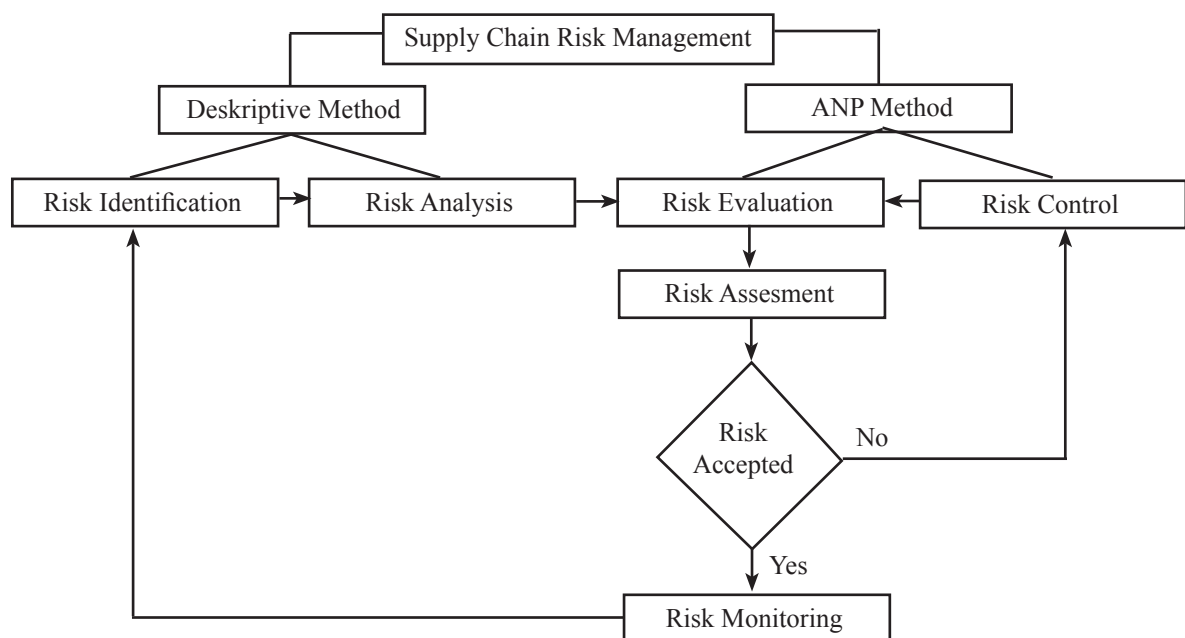 Supply Chain Risk Management
Deskriptive Method
ANP Method
Risk Identification
Risk Analysis
Risk Evaluation
Risk Control
Risk Assesment
Risk
Accepted
No
Yes
Risk Monitoring